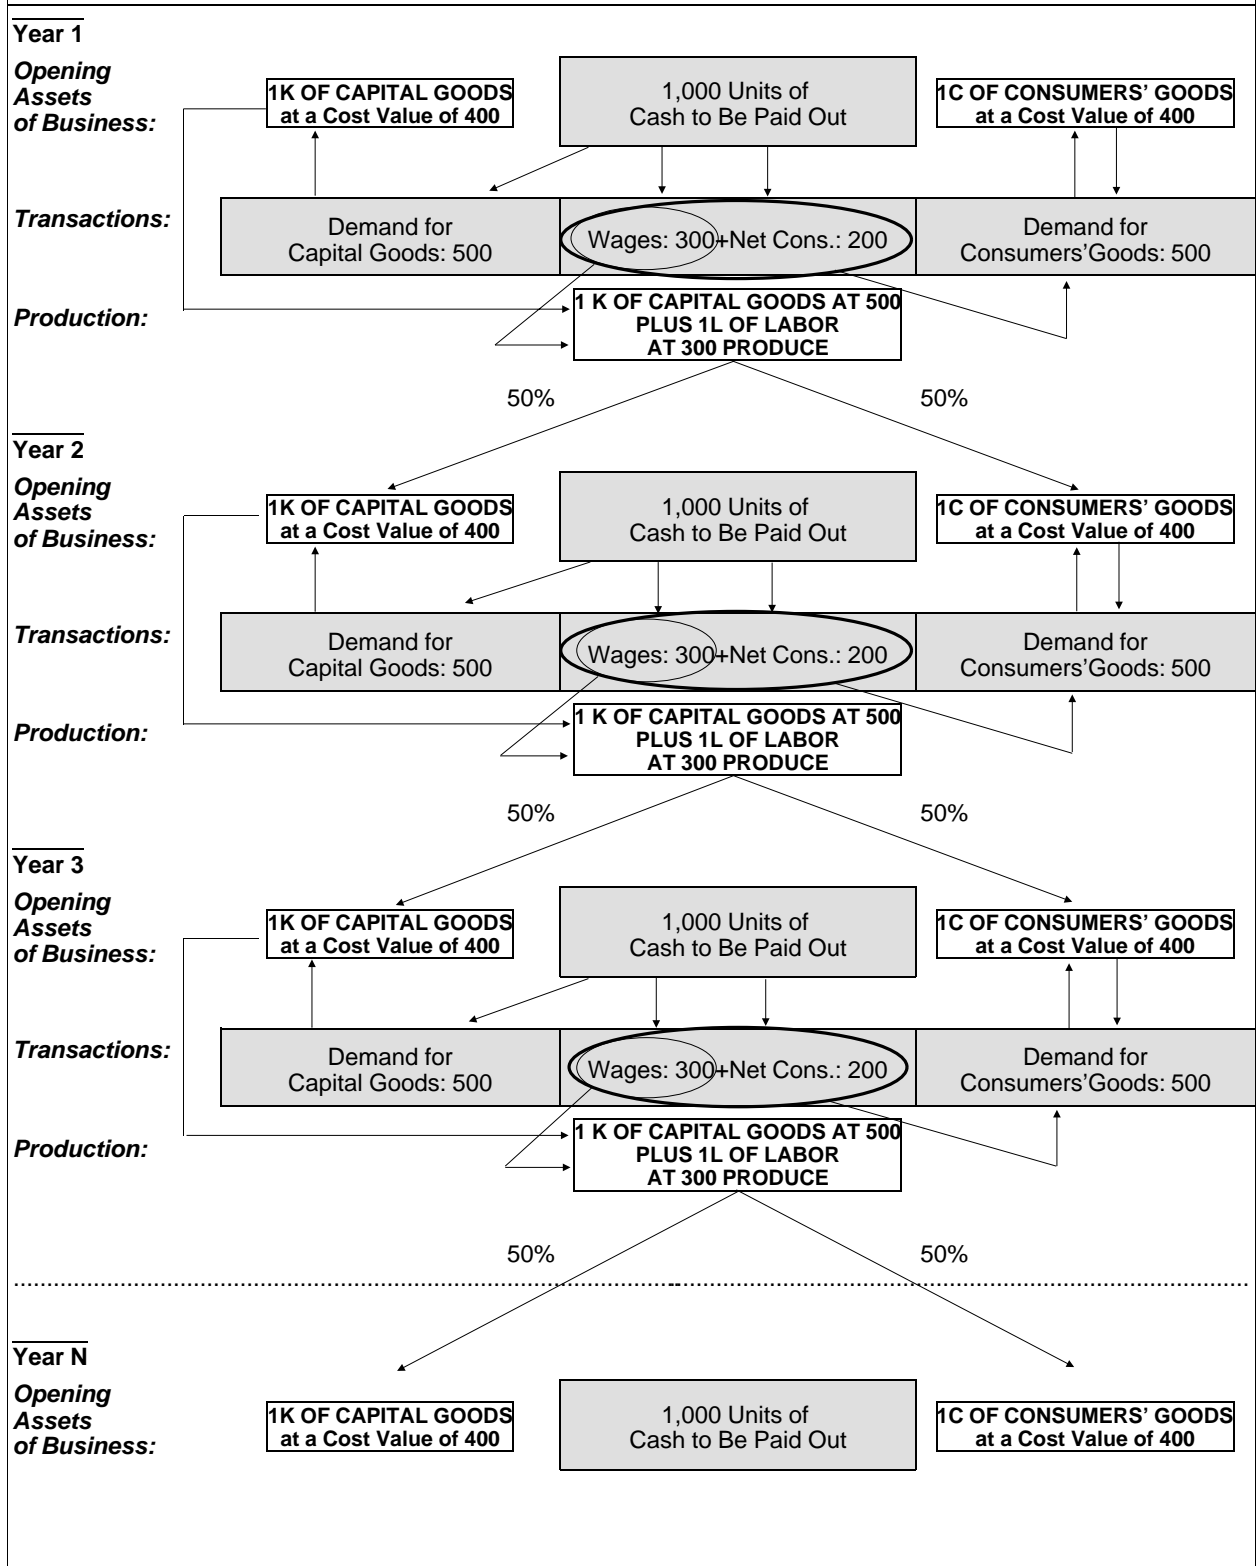 Year 1
Opening
Assets
of Business:
1K OF CAPITAL GOODS
at a Cost Value of 400
1,000 Units of
Cash to Be Paid Out
1C OF CONSUMERS’ GOODS
at a Cost Value of 400
Transactions:
Demand for
Capital Goods: 500
Wages: 300+Net Cons.: 200
Demand for
Consumers’Goods: 500
Production:
1 K OF CAPITAL GOODS AT 500
PLUS 1L OF LABOR
AT 300 PRODUCE
50%
50%
Year 2
Opening
Assets
of Business:
1K OF CAPITAL GOODS
at a Cost Value of 400
1,000 Units of
Cash to Be Paid Out
1C OF CONSUMERS’ GOODS
at a Cost Value of 400
Transactions:
Demand for
Capital Goods: 500
Wages: 300+Net Cons.: 200
Demand for
Consumers’Goods: 500
Production:
1 K OF CAPITAL GOODS AT 500
PLUS 1L OF LABOR
AT 300 PRODUCE
50%
50%
Year 3
Opening
Assets
of Business:
1K OF CAPITAL GOODS
at a Cost Value of 400
1,000 Units of
Cash to Be Paid Out
1C OF CONSUMERS’ GOODS
at a Cost Value of 400
Transactions:
Demand for
Capital Goods: 500
Wages: 300+Net Cons.: 200
Demand for
Consumers’Goods: 500
Production:
1 K OF CAPITAL GOODS AT 500
PLUS 1L OF LABOR
AT 300 PRODUCE
50%
50%
Year N
Opening
Assets
of Business:
1K OF CAPITAL GOODS
at a Cost Value of 400
1,000 Units of
Cash to Be Paid Out
1C OF CONSUMERS’ GOODS
at a Cost Value of 400